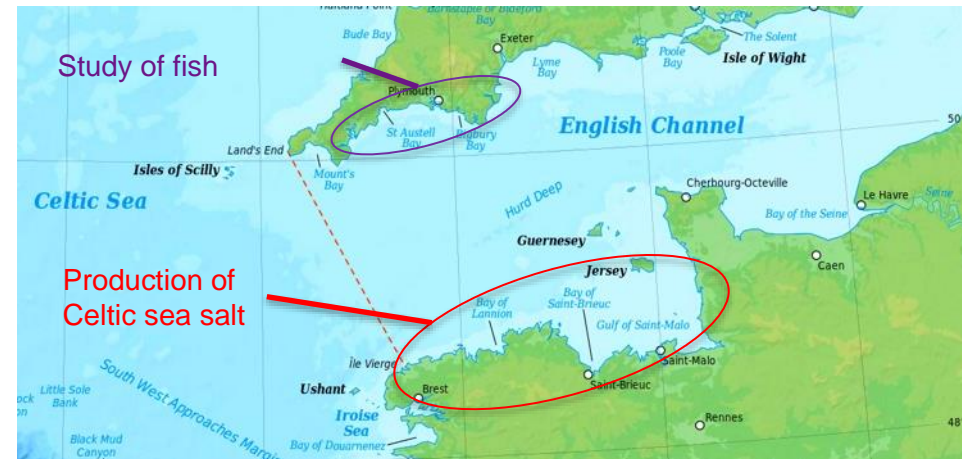 Bude Bay
Bay
Exeter
Lyme
Bay
Poole
Bay
The Solent
Isle of Wight
Study of fish
Plymouth
St Austell
Bay
Bigbury
Bay
English Channel
50
Land's End
Isles of Scilly
Mount's
Bay
Celtic Sea
Hurd Deep
Cherbourg-Octeville
Le Havre
Seine
Bay of the Seine
Guernesey
Jersey
Caen
Production of
Celtic sea salt
Bay of
Lannion
Bay of
Saint-Brieuc
Gulf of Saint-Malo
Île Vierge
Saint-Malo
Saint-Brieuc
Ushant
Brest
Iroise
Sea
Rennes
Little Sole
Bank
South West Approaches
48
Black Mud
Canyon
Bay of Douarnenez